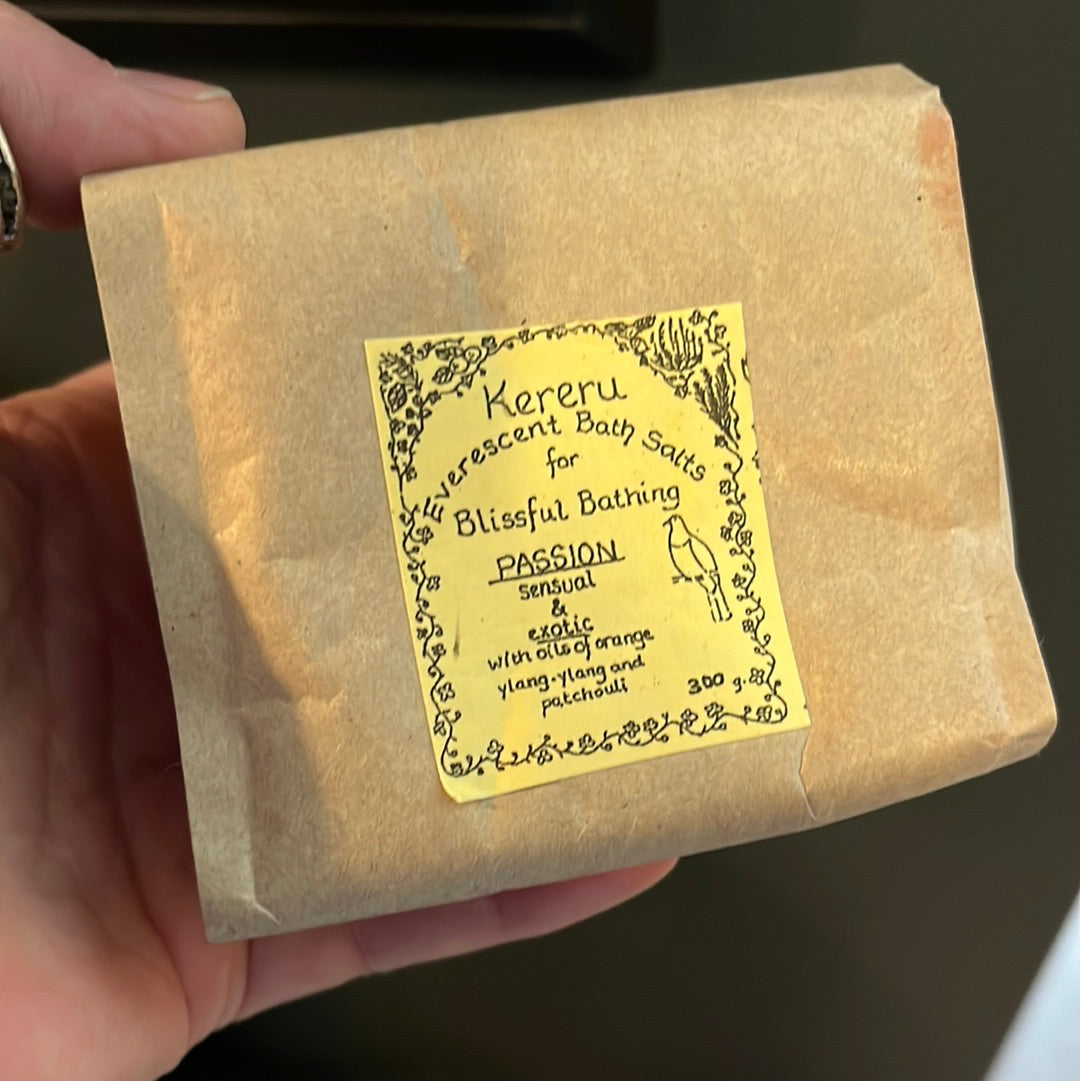 Kereru
Everescent Bath Salts
for
Blissful Bathing
PASSION
sensual
&
exotic
with oils of orange
ylang-ylang and
patchouli
300 g.